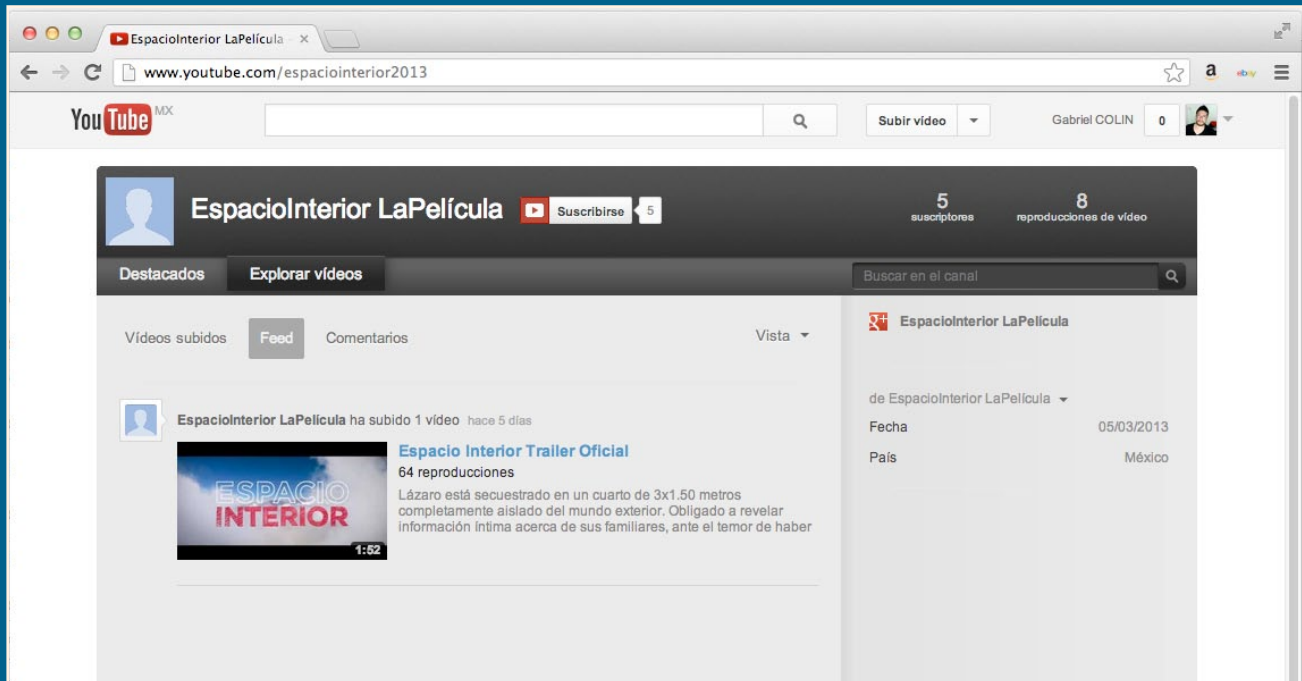 EspacioInterior LaPelícula -
www.youtube.com/espaciointerior2013
a
ebay
YouTube MX
Subir vídeo
Gabriel COLIN
0
EspacioInterior LaPelícula
Suscribirse
5
5
suscriptores
8
reproducciones de vídeo
Destacados
Explorar vídeos
Buscar en el canal
Vídeos subidos
Feed
Comentarios
Vista
EspacioInterior LaPelícula ha subido 1 vídeo hace 5 días
ESPACIO
INTERIOR
1:52
Espacio Interior Trailer Oficial
64 reproducciones
Lázaro está secuestrado en un cuarto de 3x1.50 metros
completamente aislado del mundo exterior. Obligado a revelar
información íntima acerca de sus familiares, ante el temor de haber
g+
EspacioInterior LaPelícula
de EspacioInterior LaPelícula
Fecha 05/03/2013
País México